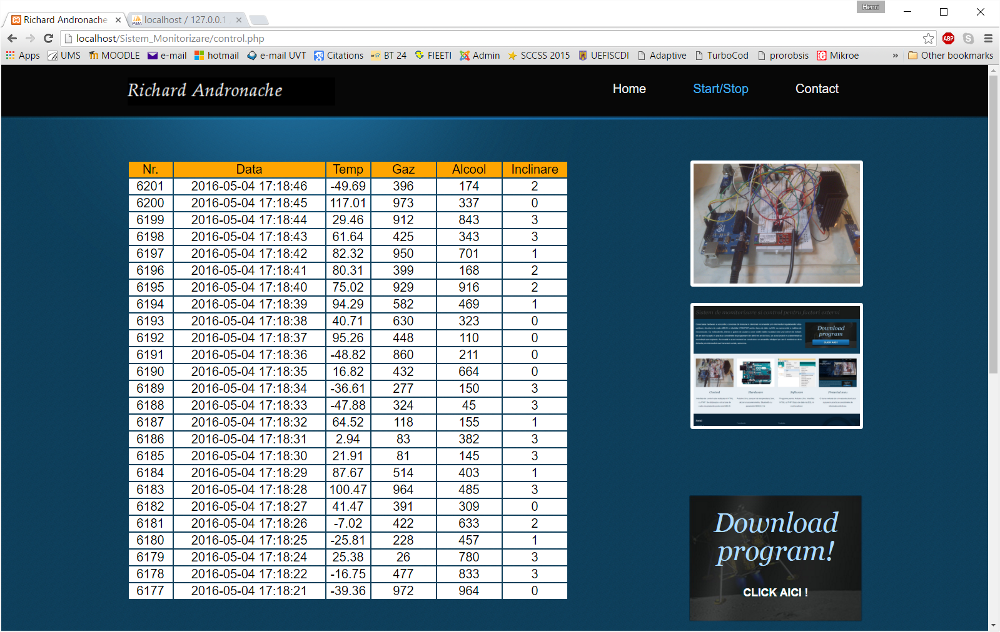 Henri
Richard Andronache
localhost / 127.0.0.1
localhost/Sistem_Monitorizare/control.php
ABP
Apps UMS MOODLE e-mail hotmail e-mail UVT Citations BT 24 FIEETI Admin SCCSS 2015 UEFISCDI Adaptive TurboCod prorobsis Mikroe » Other bookmarks
Richard Andronache
Home Start/Stop Contact
Nr. Data Temp Gaz Alcool Inclinare
6201 2016-05-04 17:18:46 -49.69 396 174 2
6200 2016-05-04 17:18:45 117.01 973 337 0
6199 2016-05-04 17:18:44 29.46 912 843 3
6198 2016-05-04 17:18:43 61.64 425 343 3
6197 2016-05-04 17:18:42 82.32 950 701 1
6196 2016-05-04 17:18:41 80.31 399 168 2
6195 2016-05-04 17:18:40 75.02 929 916 2
6194 2016-05-04 17:18:39 94.29 582 469 1
6193 2016-05-04 17:18:38 40.71 630 323 0
6192 2016-05-04 17:18:37 95.26 448 110 0
6191 2016-05-04 17:18:36 -48.82 860 211 0
6190 2016-05-04 17:18:35 16.82 432 664 0
6189 2016-05-04 17:18:34 -36.61 277 150 3
6188 2016-05-04 17:18:33 -47.88 324 45 3
6187 2016-05-04 17:18:32 64.52 118 155 1
6186 2016-05-04 17:18:31 2.94 83 382 3
6185 2016-05-04 17:18:30 21.91 81 145 3
6184 2016-05-04 17:18:29 87.67 514 403 1
6183 2016-05-04 17:18:28 100.47 964 485 3
6182 2016-05-04 17:18:27 41.47 391 309 0
6181 2016-05-04 17:18:26 -7.02 422 633 2
6180 2016-05-04 17:18:25 -25.81 228 457 1
6179 2016-05-04 17:18:24 25.38 26 780 3
6178 2016-05-04 17:18:22 -16.75 477 833 3
6177 2016-05-04 17:18:21 -39.36 972 964 0
Sistem de monitorizare si control pentru factori externi
Download
program
CLICK AICI !
Control Hardware Software Proiectul meu
Download
program!
CLICK AICI !